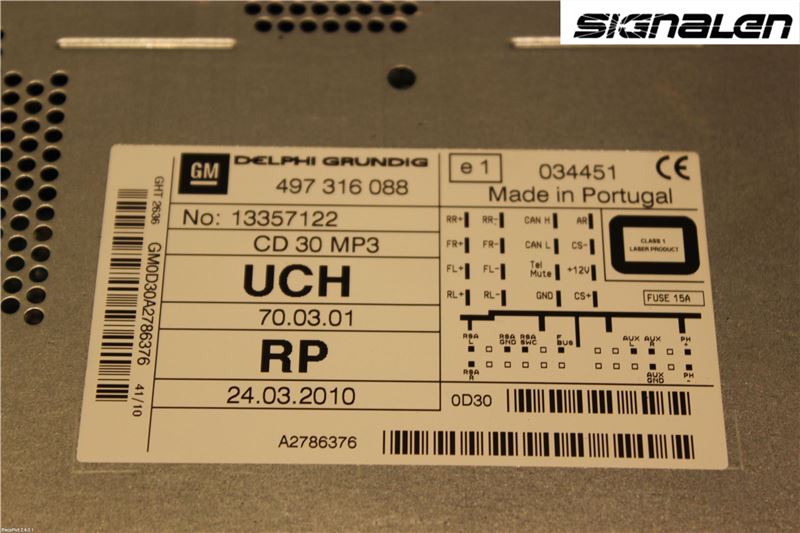 SIGNALEN
GM DELPHI GRUNDIG
497 316 088
e 1 034451 CE
Made in Portugal
No: 13357122
CD 30 MP3
UCH
70.03.01
RP
24.03.2010
A2786376
GHT 2636
GM0D30A2786376
41/10
RR+ RR- CAN H AR
FR+ FR- CAN L CS-
FL+ FL- Tel Mute +12V
RL+ RL- GND CS+
CLASS 1
LASER PRODUCT
FUSE 15A
RSA L RSA GND RSA SWC F BUS AUX L AUX R PH +
RSA R AUX GND PH -
0D30